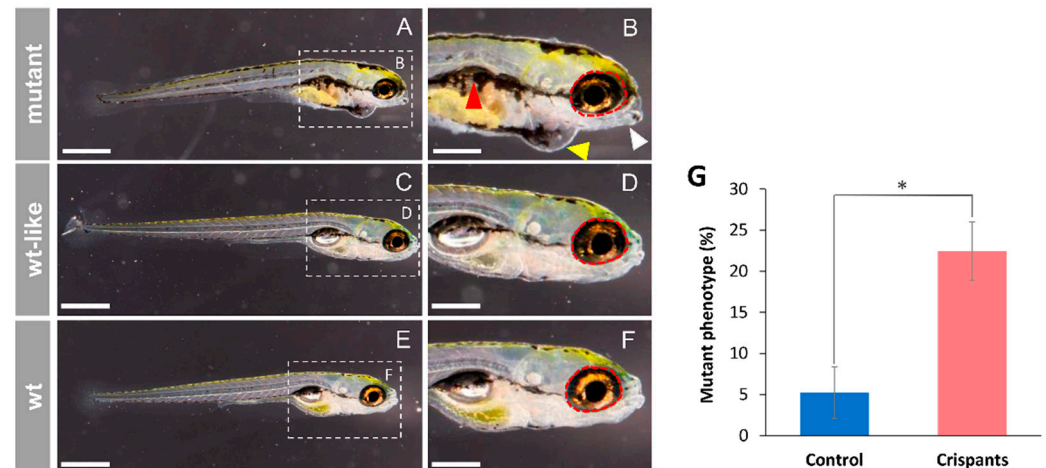 mutant
A
B
B
wt-like
C
D
D
wt
E
F
F
G
Mutant phenotype (%)
30
25
20
15
10
5
0
*
Control
Crispants